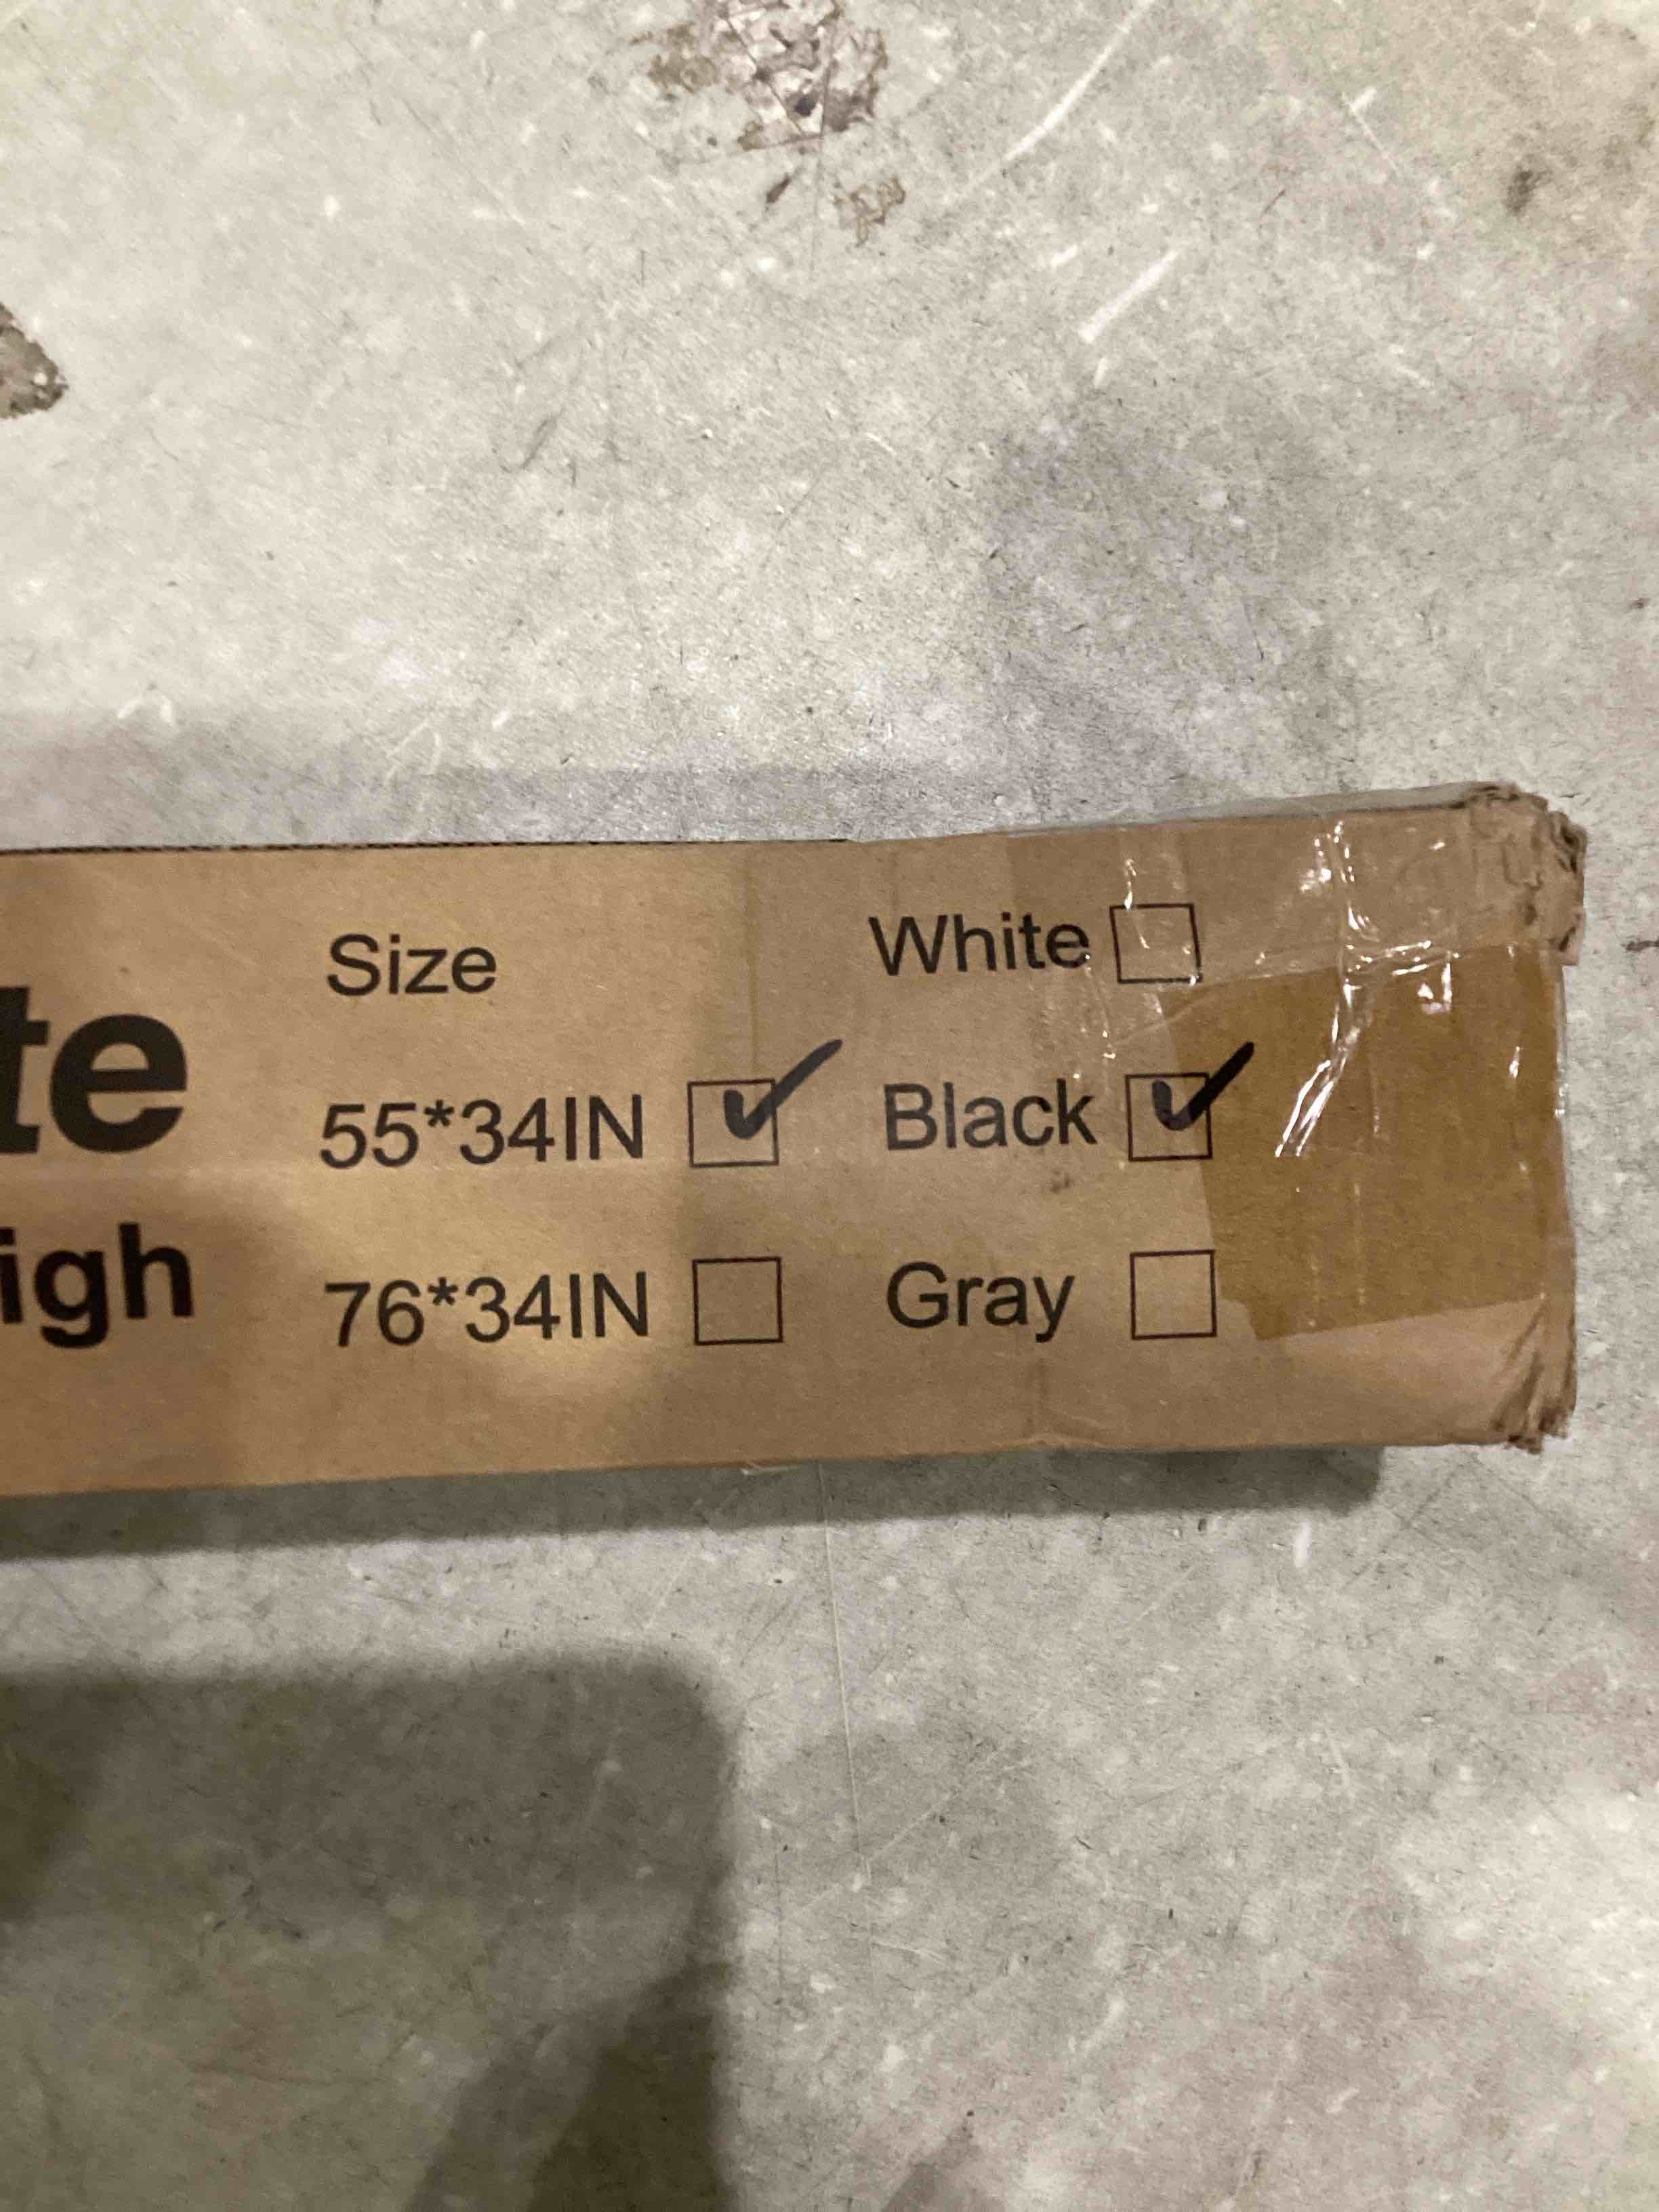 te
igh
Size
55*34IN
76*34IN
White
Black
Gray